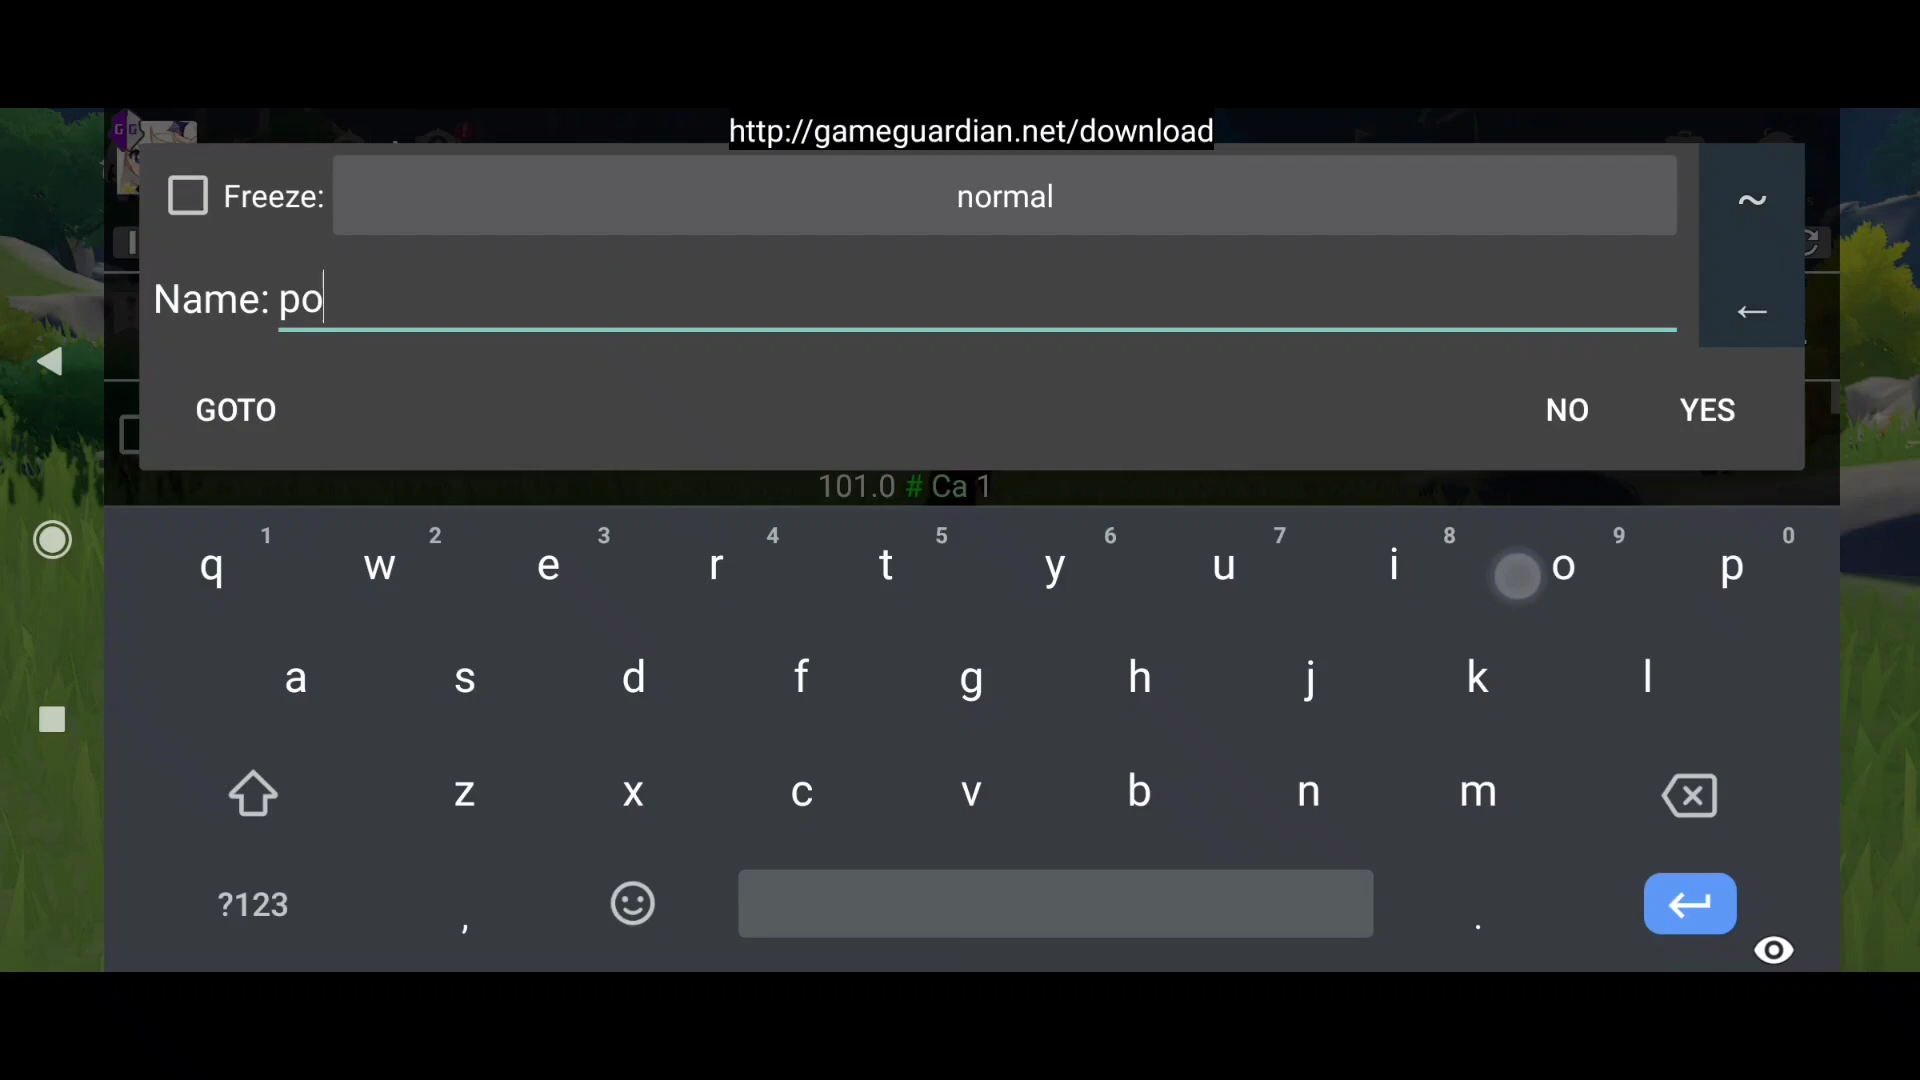 http://gameguardian.net/download
Freeze: normal ~
Name: po ←
GOTO NO YES
101.0 # Ca 1
1 2 3 4 5 6 7 8 9 0
q w e r t y u i o p
a s d f g h j k l
z x c v b n m
?123 , .